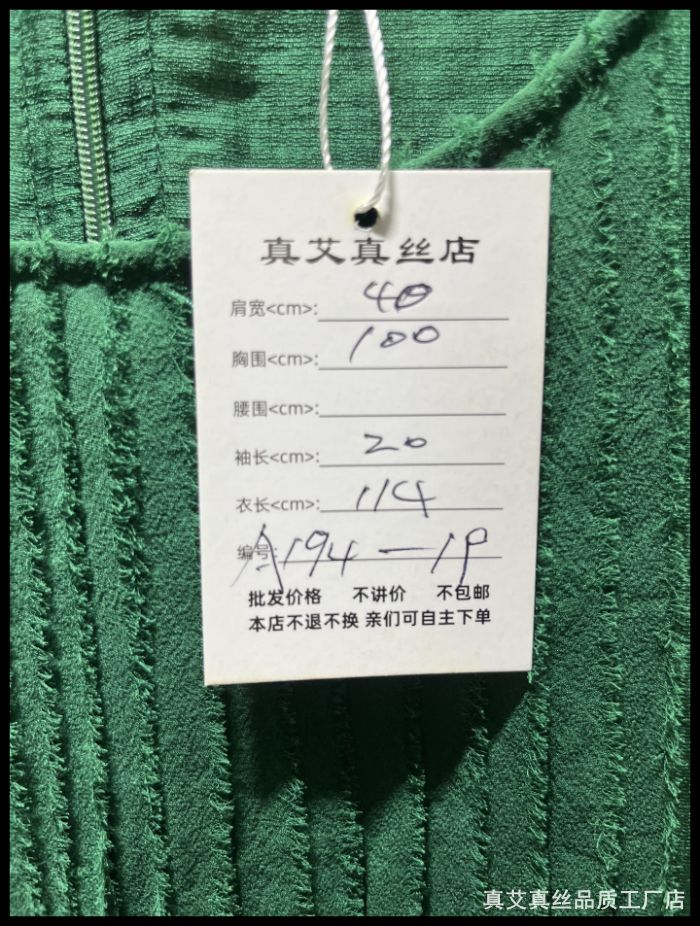 真艾真丝店
肩宽<cm>: 40
胸围<cm>: 100
腰围<cm>:
袖长<cm>: 20
衣长<cm>: 114
编号: A194-19
批发价格 不讲价 不包邮
本店不退不换 亲们可自主下单
真艾真丝品质工厂店